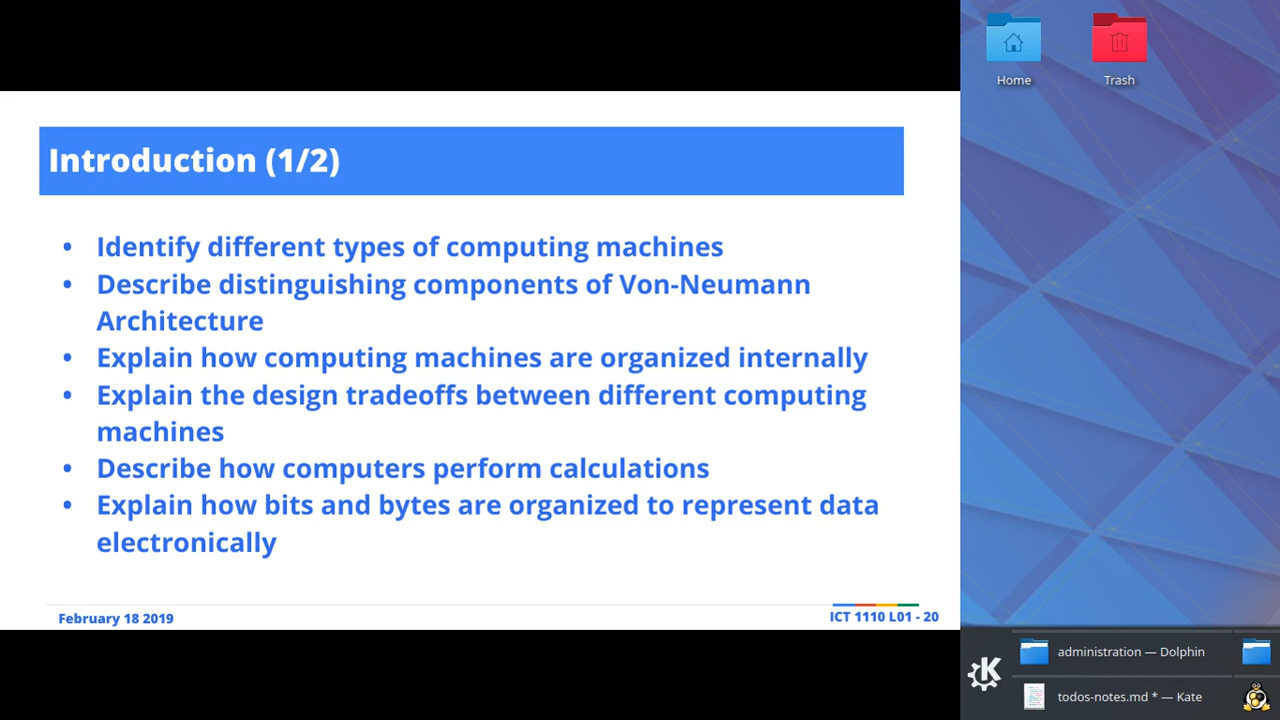 Introduction (1/2)
• Identify different types of computing machines
• Describe distinguishing components of Von-Neumann
Architecture
• Explain how computing machines are organized internally
• Explain the design tradeoffs between different computing
machines
• Describe how computers perform calculations
• Explain how bits and bytes are organized to represent data
electronically
February 18 2019
ICT 1110 L01 - 20
Home
Trash
administration — Dolphin
todos-notes.md * — Kate